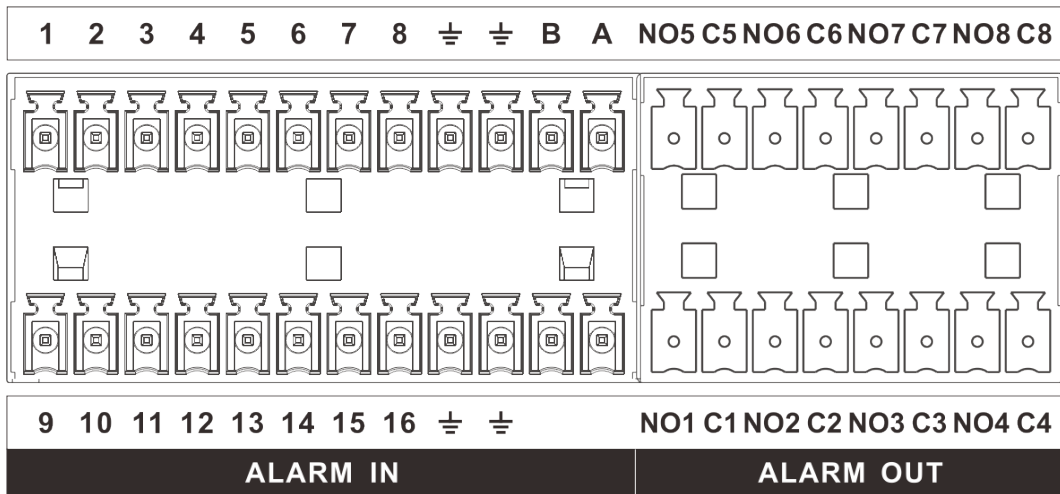 1 2 3 4 5 6 7 8 ⏚ ⏚ B A NO5 C5 NO6 C6 NO7 C7 NO8 C8
9 10 11 12 13 14 15 16 ⏚ ⏚ NO1 C1 NO2 C2 NO3 C3 NO4 C4
ALARM IN ALARM OUT